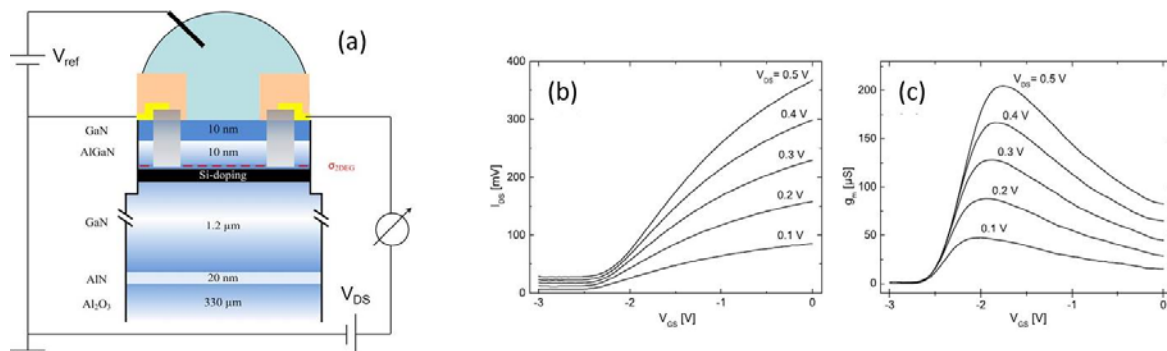 (a)
V_ref
GaN
10 nm
AlGaN
10 nm
σ_2DEG
Si-doping
GaN
1.2 µm
AlN
20 nm
Al₂O₃
330 µm
V_DS
(b)
I_DS [mV]
400
300
200
100
0
V_DS= 0.5 V
0.4 V
0.3 V
0.2 V
0.1 V
-3 -2 -1 0
V_GS [V]
(c)
g_m [µS]
250
200
150
100
50
0
V_DS= 0.5 V
0.4 V
0.3 V
0.2 V
0.1 V
-3 -2 -1 0
V_GS [V]